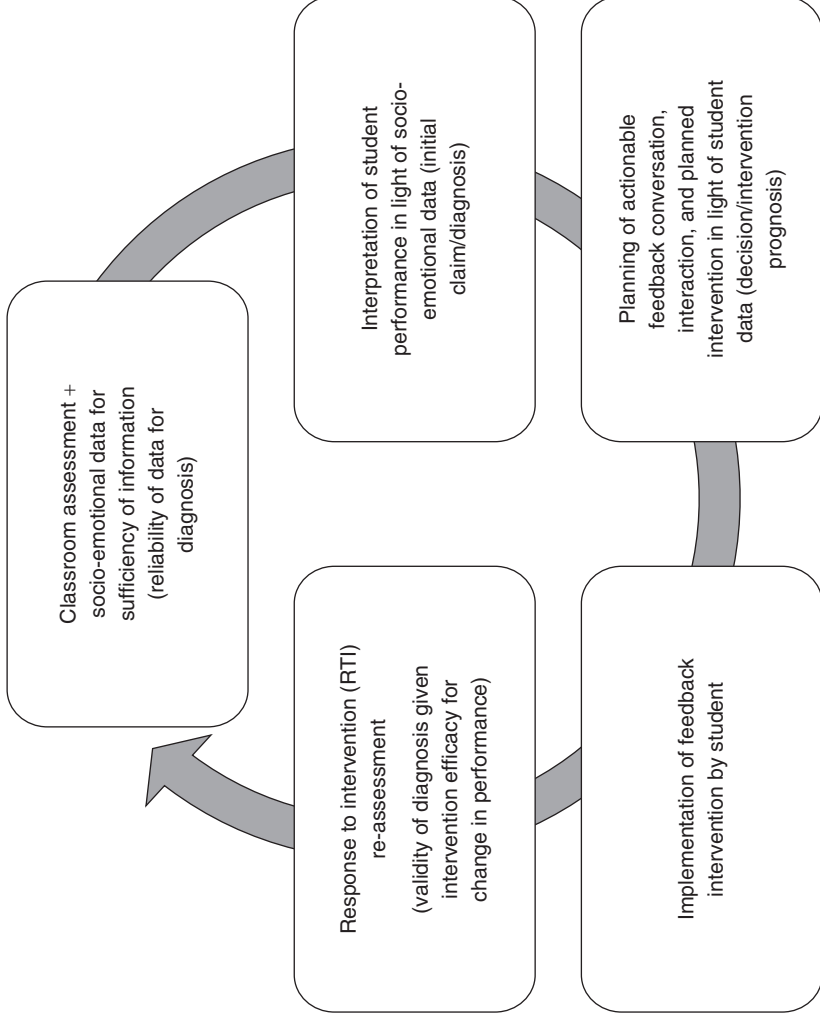 Classroom assessment +
socio-emotional data for
sufficiency of information
(reliability of data for
diagnosis)
Interpretation of student
performance in light of socio-
emotional data (initial
claim/diagnosis)
Planning of actionable
feedback conversation,
interaction, and planned
intervention in light of student
data (decision/intervention
prognosis)
Implementation of feedback
intervention by student
Response to intervention (RTI)
re-assessment
(validity of diagnosis given
intervention efficacy for
change in performance)